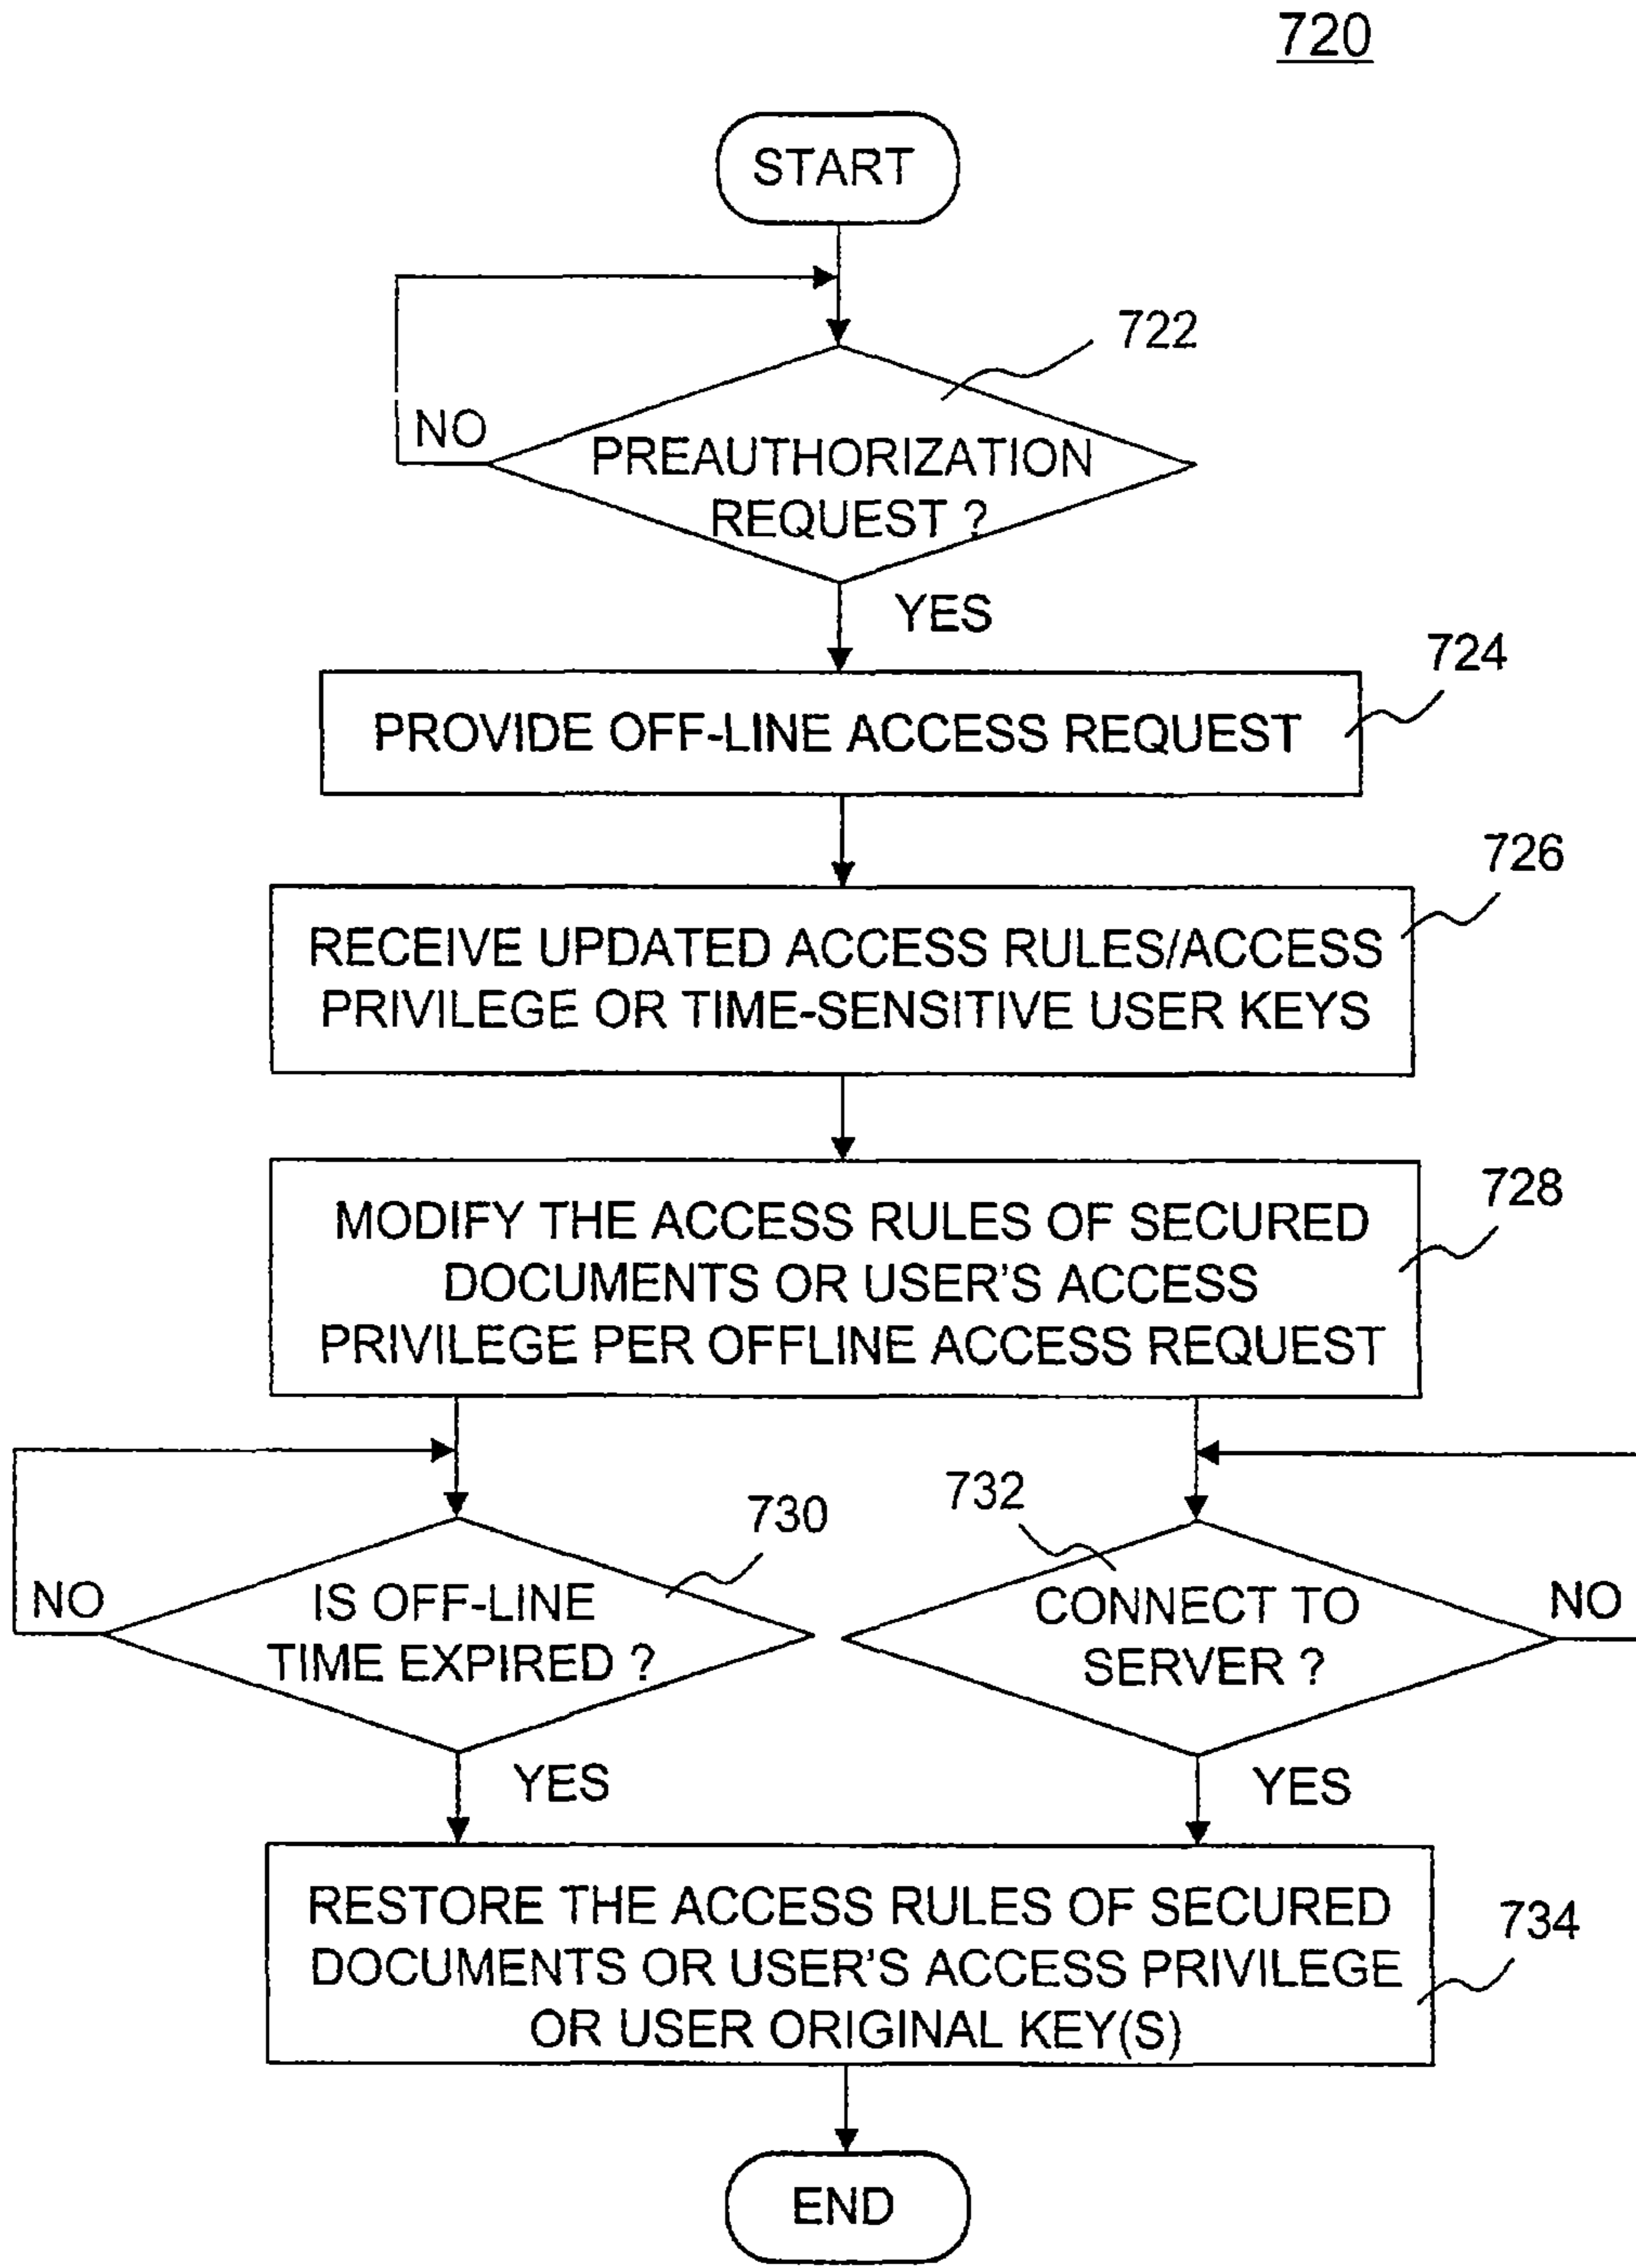 720
START
722
NO
PREAUTHORIZATION
REQUEST ?
YES
724
PROVIDE OFF-LINE ACCESS REQUEST
726
RECEIVE UPDATED ACCESS RULES/ACCESS
PRIVILEGE OR TIME-SENSITIVE USER KEYS
728
MODIFY THE ACCESS RULES OF SECURED
DOCUMENTS OR USER'S ACCESS
PRIVILEGE PER OFFLINE ACCESS REQUEST
730
NO
IS OFF-LINE
TIME EXPIRED ?
YES
732
CONNECT TO
SERVER ?
NO
YES
RESTORE THE ACCESS RULES OF SECURED
DOCUMENTS OR USER'S ACCESS PRIVILEGE
OR USER ORIGINAL KEY(S)
734
END